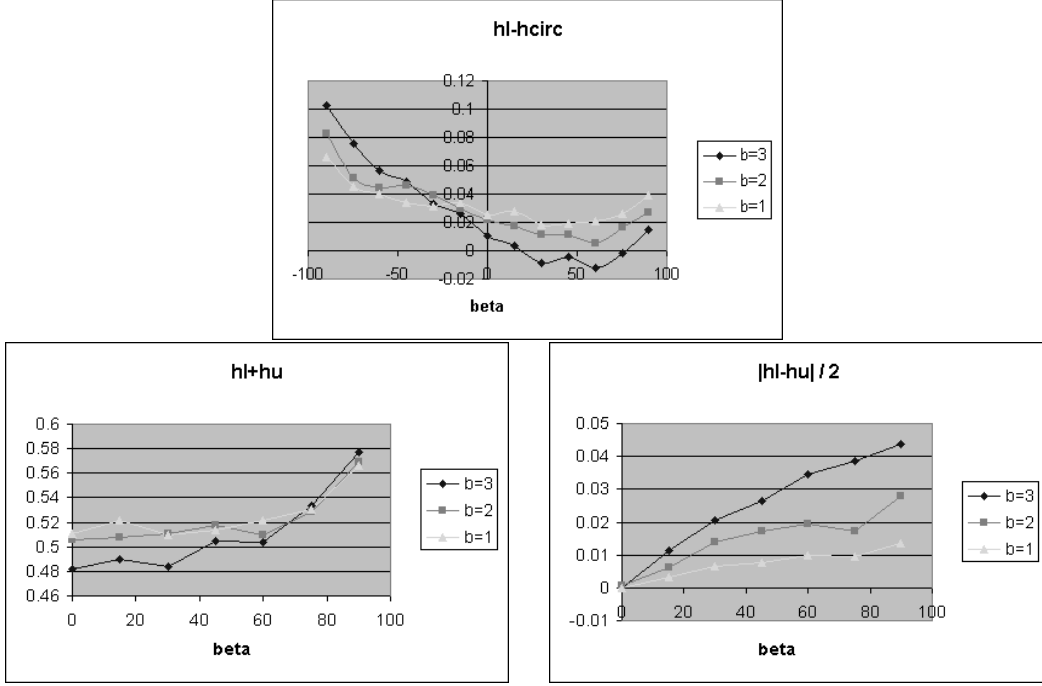 hl-hcirc
0.12
0.1
0.08
0.06
0.04
0.02
0
-0.02
-100 -50 0 50 100
beta
b=3
b=2
b=1
hl+hu
0.6
0.58
0.56
0.54
0.52
0.5
0.48
0.46
0 20 40 60 80 100
beta
b=3
b=2
b=1
|hl-hu| / 2
0.05
0.04
0.03
0.02
0.01
0
-0.01
0 20 40 60 80 100
beta
b=3
b=2
b=1